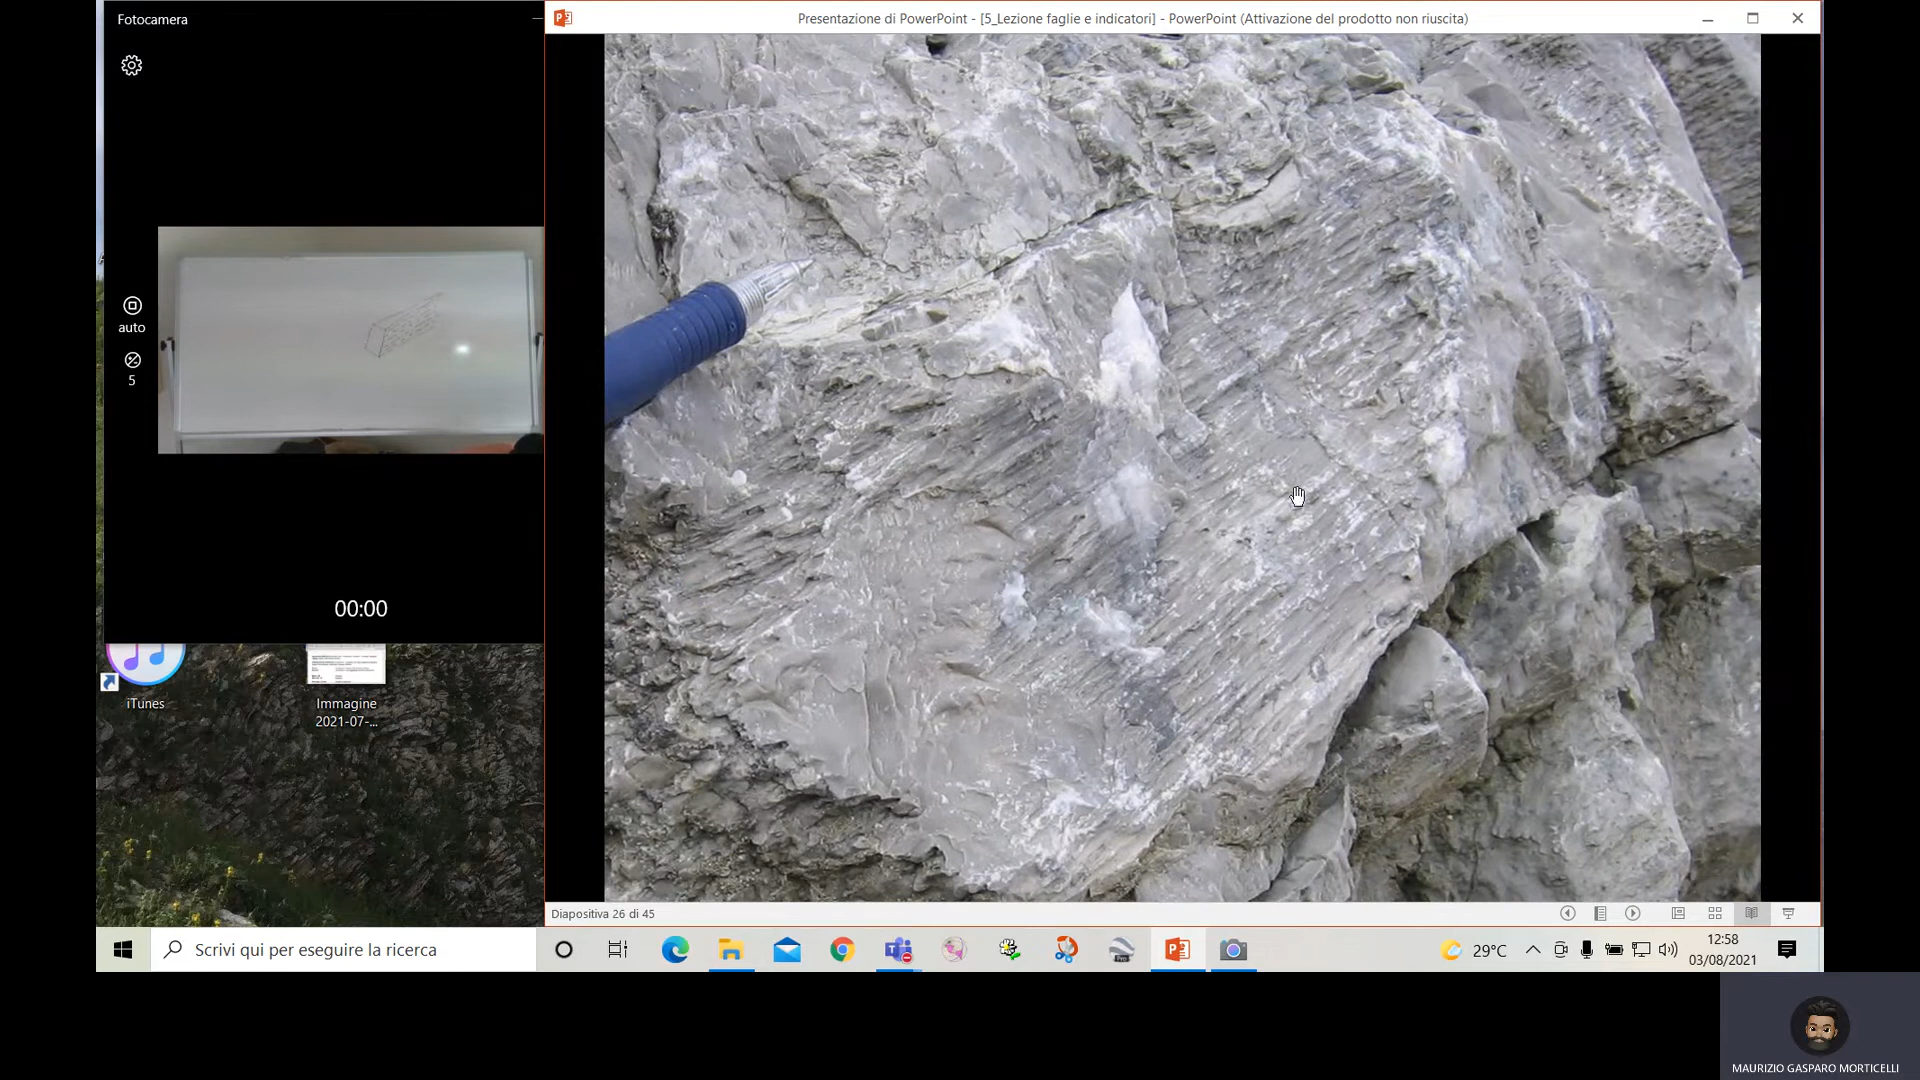 Fotocamera
Presentazione di PowerPoint - [5_Lezione faglie e indicatori] - PowerPoint (Attivazione del prodotto non riuscita)
auto
5
00:00
iTunes
Immagine
2021-07-...
Diapositiva 26 di 45
Scrivi qui per eseguire la ricerca
29°C
12:58
03/08/2021
MAURIZIO GASPARO MORTICELLI